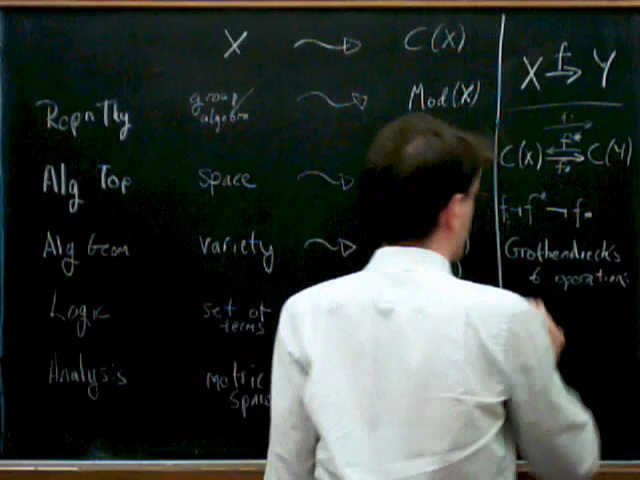 X C(X)
Repn Thy group/algebra Mod(X)
Alg Top space
Alg Geom variety
Logic set of terms
Analysis metric space
X f Y
C(X) f* C(Y)
Grothendieck's
6 operations